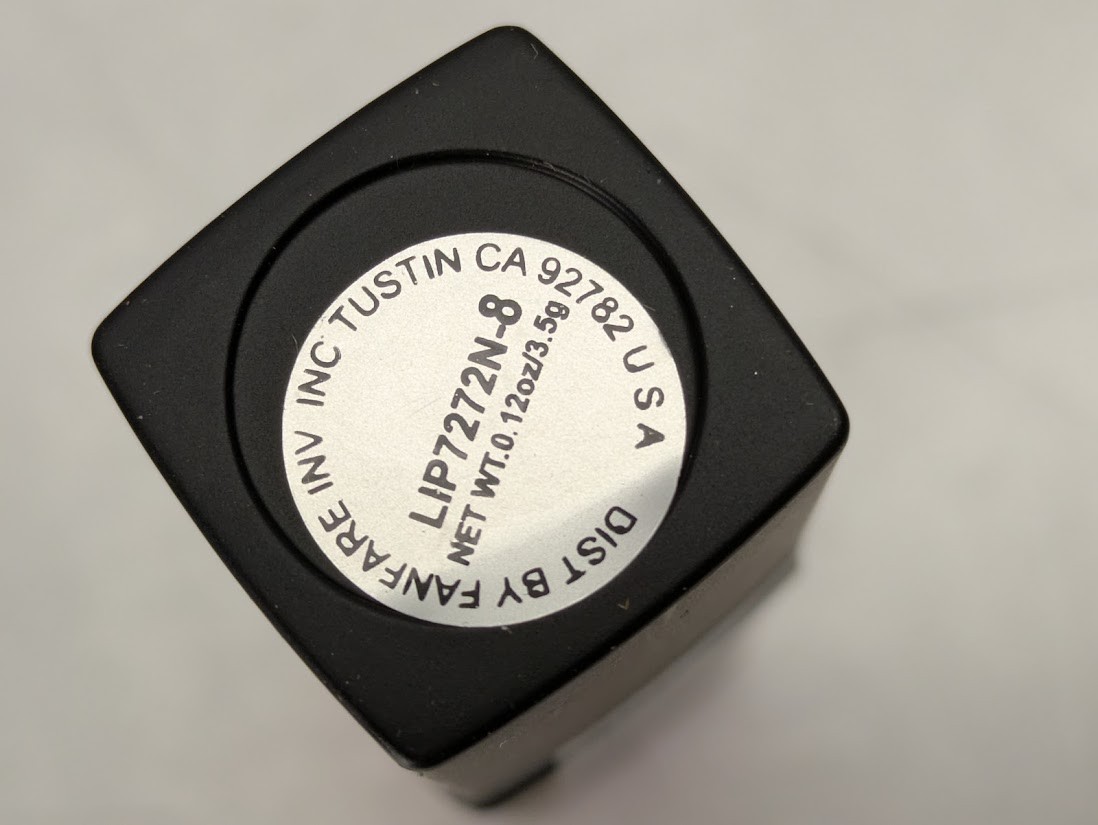 LIP7272N-8
NET WT.0.12oz/3.5g
DIST BY FANFARE INV INC TUSTIN CA 92782 U S A